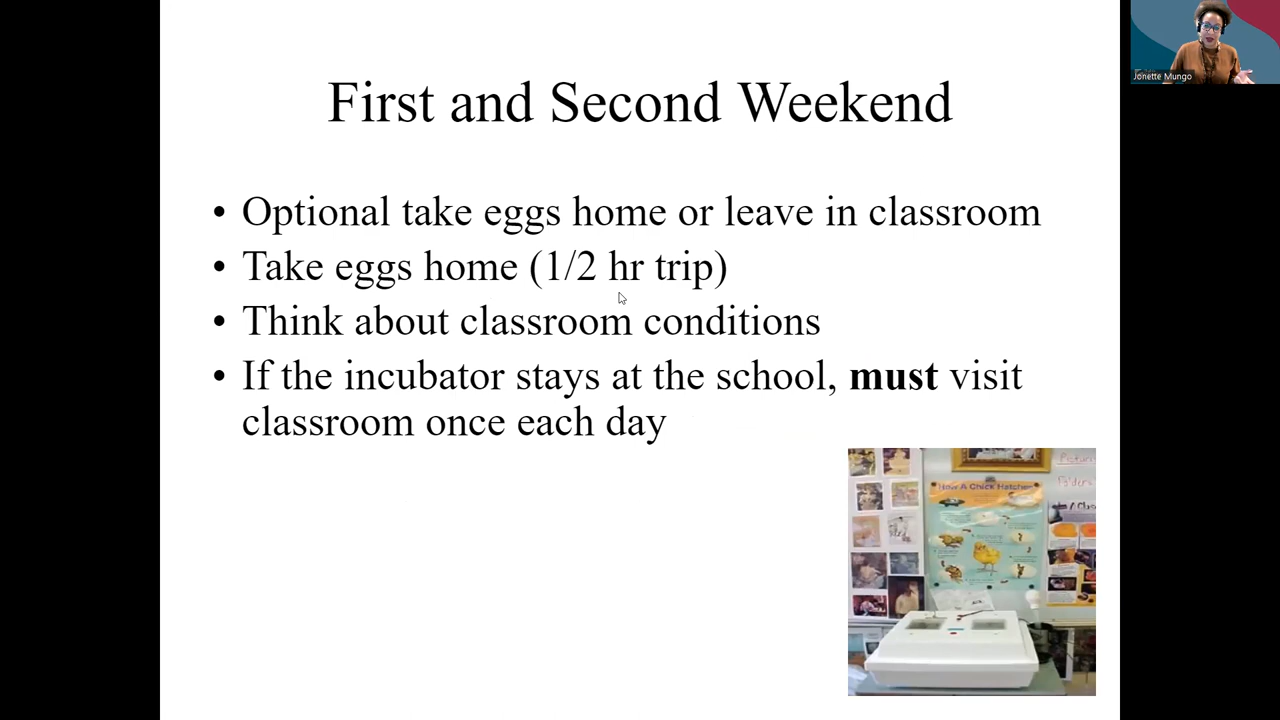 Jonette Mungo
First and Second Weekend
• Optional take eggs home or leave in classroom
• Take eggs home (1/2 hr trip)
• Think about classroom conditions
• If the incubator stays at the school, must visit
classroom once each day
How A Chick Hatches